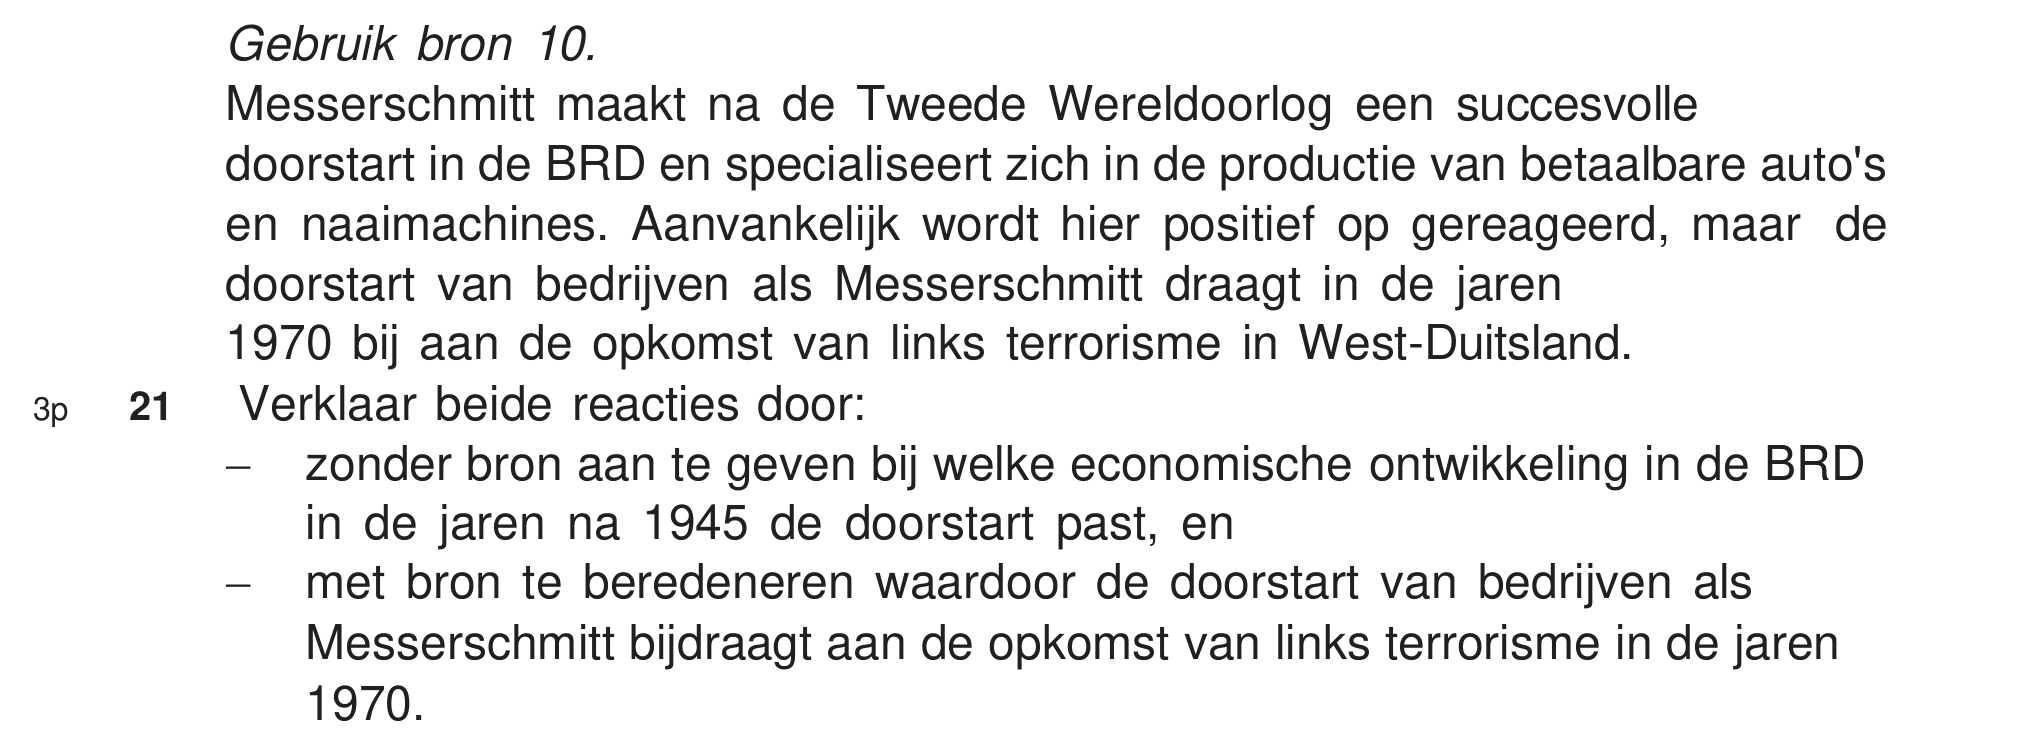 Gebruik bron 10.
Messerschmitt maakt na de Tweede Wereldoorlog een succesvolle
doorstart in de BRD en specialiseert zich in de productie van betaalbare auto's
en naaimachines. Aanvankelijk wordt hier positief op gereageerd, maar de
doorstart van bedrijven als Messerschmitt draagt in de jaren
1970 bij aan de opkomst van links terrorisme in West-Duitsland.
3p 21 Verklaar beide reacties door:
– zonder bron aan te geven bij welke economische ontwikkeling in de BRD
in de jaren na 1945 de doorstart past, en
– met bron te beredeneren waardoor de doorstart van bedrijven als
Messerschmitt bijdraagt aan de opkomst van links terrorisme in de jaren
1970.